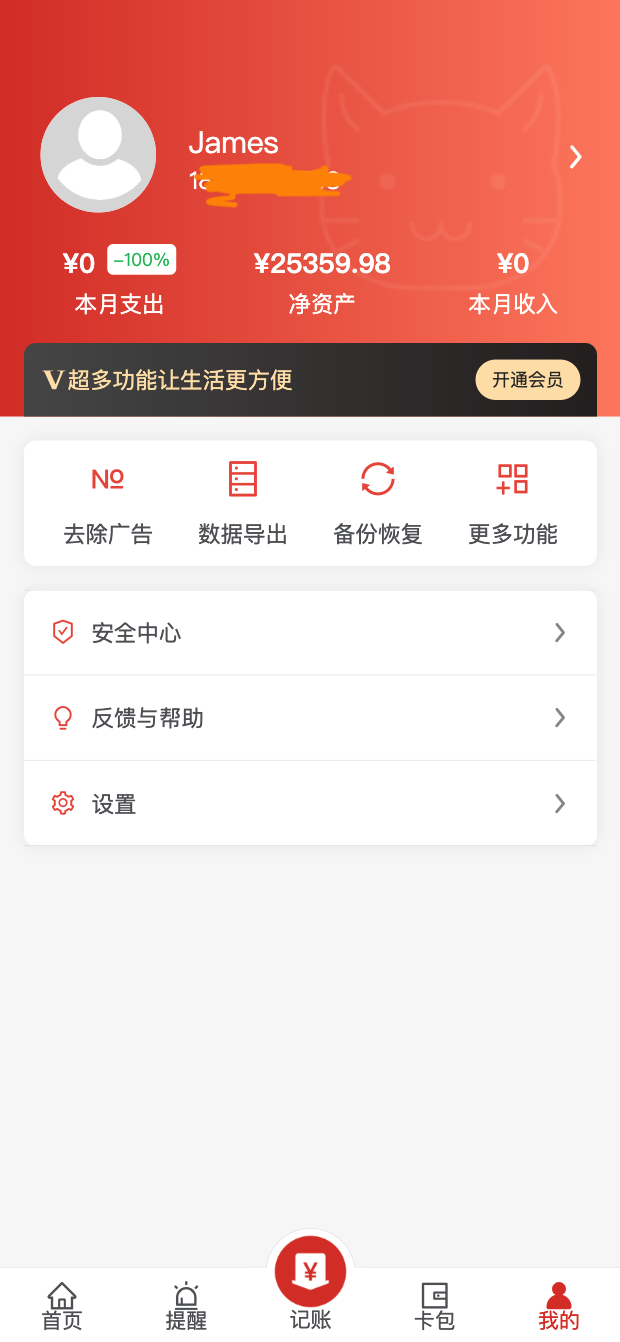 James
¥0 -100% ¥25359.98 ¥0
本月支出 净资产 本月收入
V超多功能让生活更方便 开通会员
No
去除广告 数据导出 备份恢复 更多功能
安全中心
反馈与帮助
设置
¥
首页 提醒 记账 卡包 我的